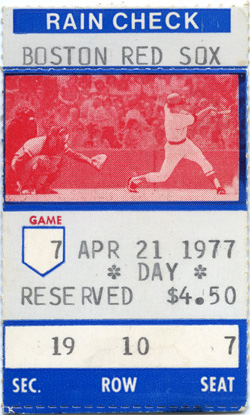 RAIN CHECK
BOSTON RED SOX
GAME
7 APR 21 1977
* DAY *
RESERVED $4.50
19 10 7
SEC. ROW SEAT